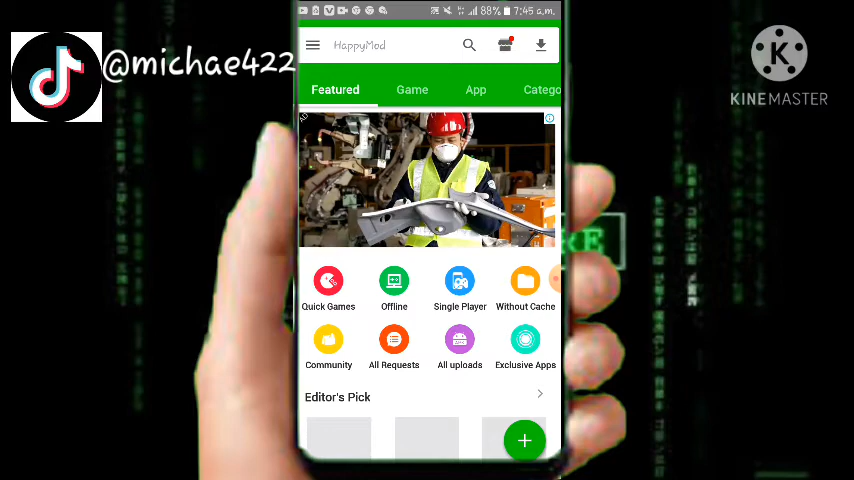 88% 7:45 a.m.
@michae422
HappyMod
KINEMASTER
Featured
Game
App
Catego
AD
Quick Games
Offline
Single Player
Without Cache
Community
All Requests
All uploads
Exclusive Apps
Editor's Pick